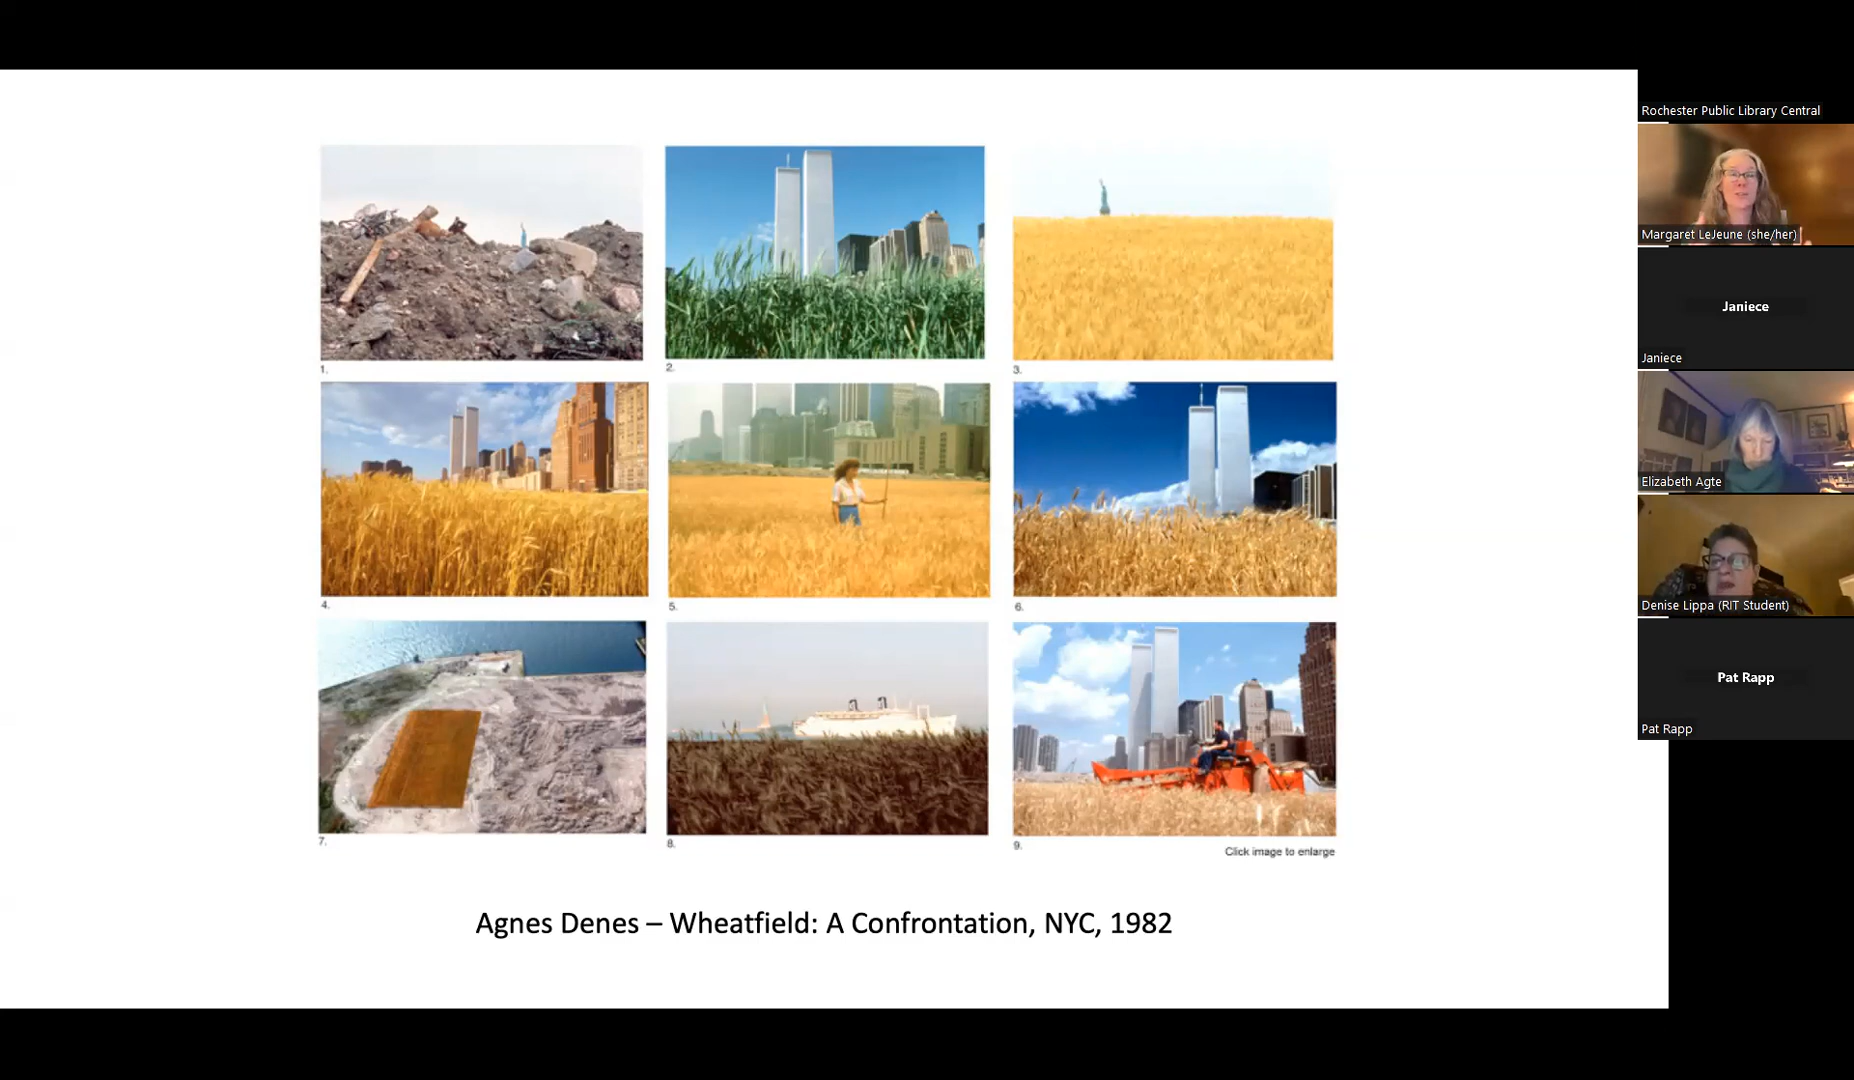 1.
2.
3.
4.
5.
6.
7.
8.
9.
Click image to enlarge
Agnes Denes – Wheatfield: A Confrontation, NYC, 1982
Rochester Public Library Central
Margaret LeJeune (she/her)
Janiece
Janiece
Elizabeth Agte
Denise Lippa (RIT Student)
Pat Rapp
Pat Rapp